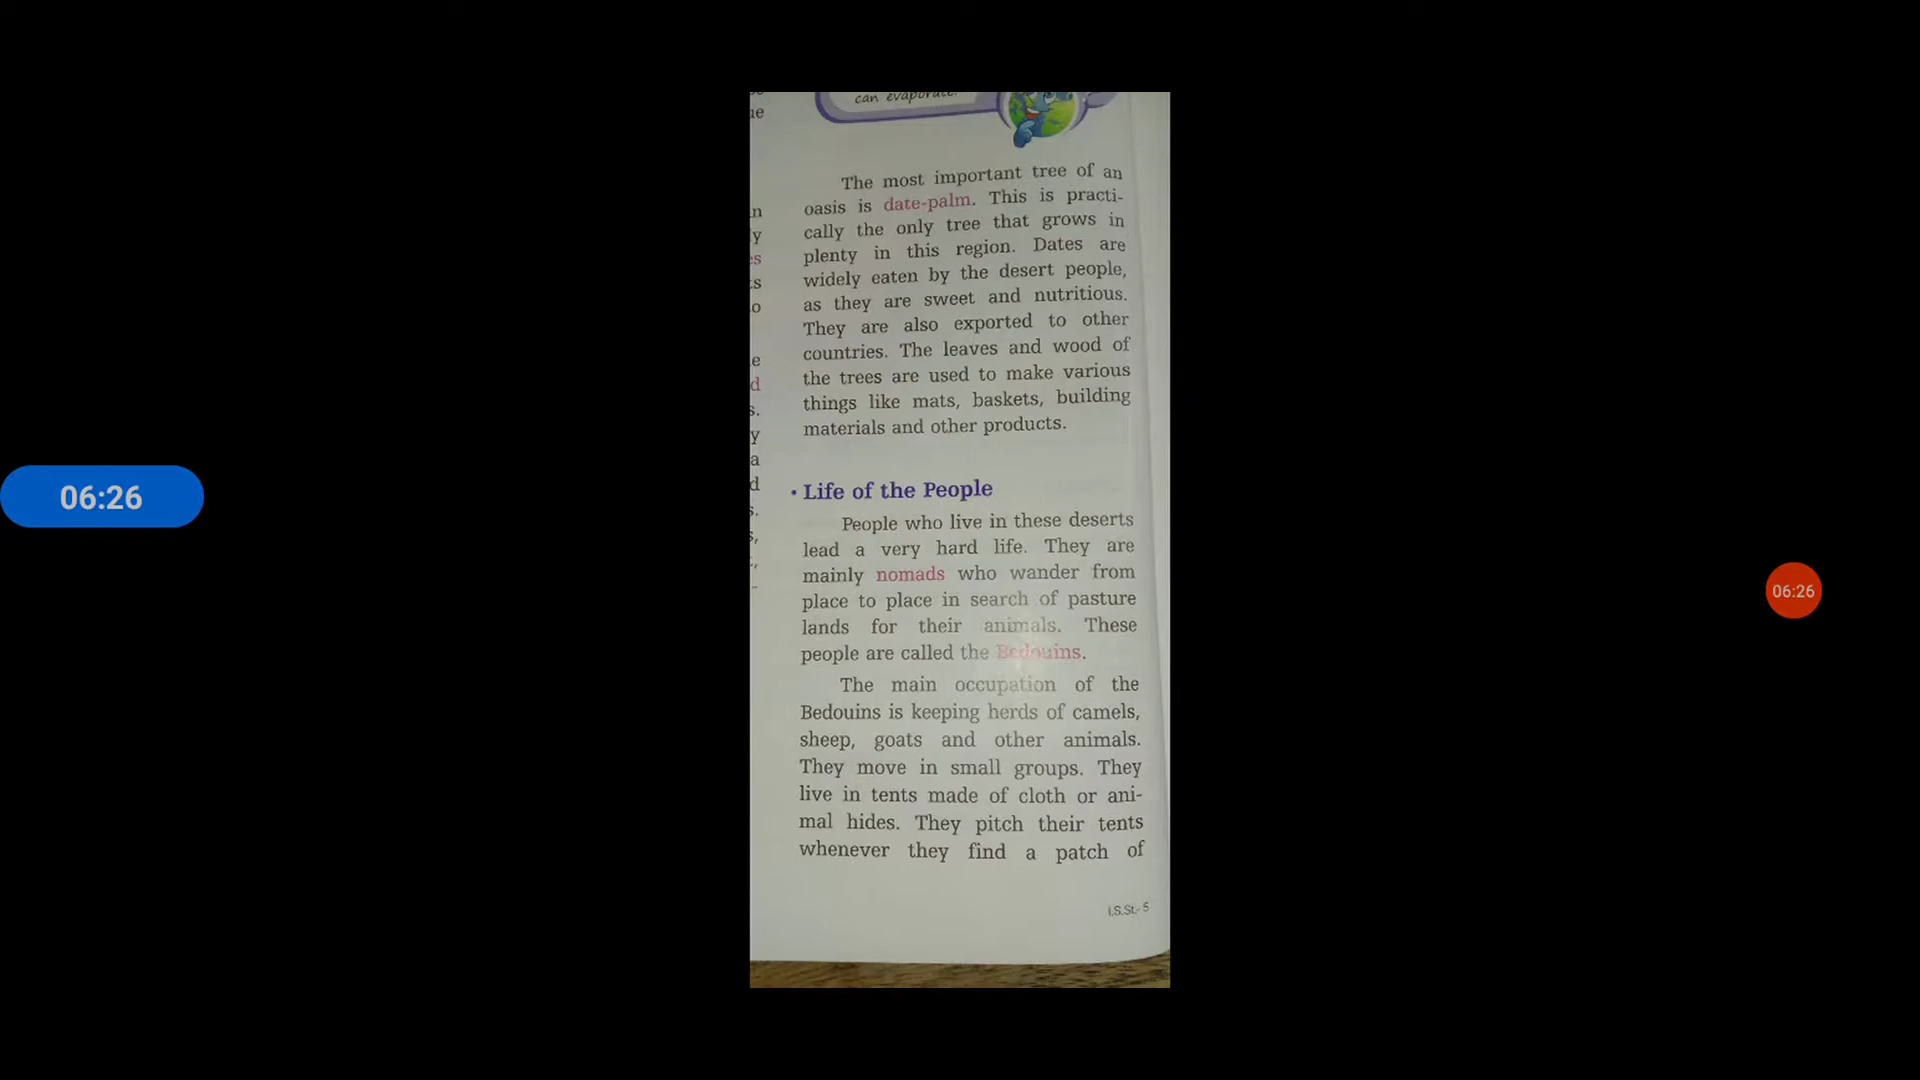 can evaporate.
The most important tree of an
oasis is date-palm. This is practi-
cally the only tree that grows in
plenty in this region. Dates are
widely eaten by the desert people,
as they are sweet and nutritious.
They are also exported to other
countries. The leaves and wood of
the trees are used to make various
things like mats, baskets, building
materials and other products.
• Life of the People
People who live in these deserts
lead a very hard life. They are
mainly nomads who wander from
place to place in search of pasture
lands for their animals. These
people are called the Bedouins.
The main occupation of the
Bedouins is keeping herds of camels,
sheep, goats and other animals.
They move in small groups. They
live in tents made of cloth or ani-
mal hides. They pitch their tents
whenever they find a patch of
I.S.St.- 5
06:26
06:26